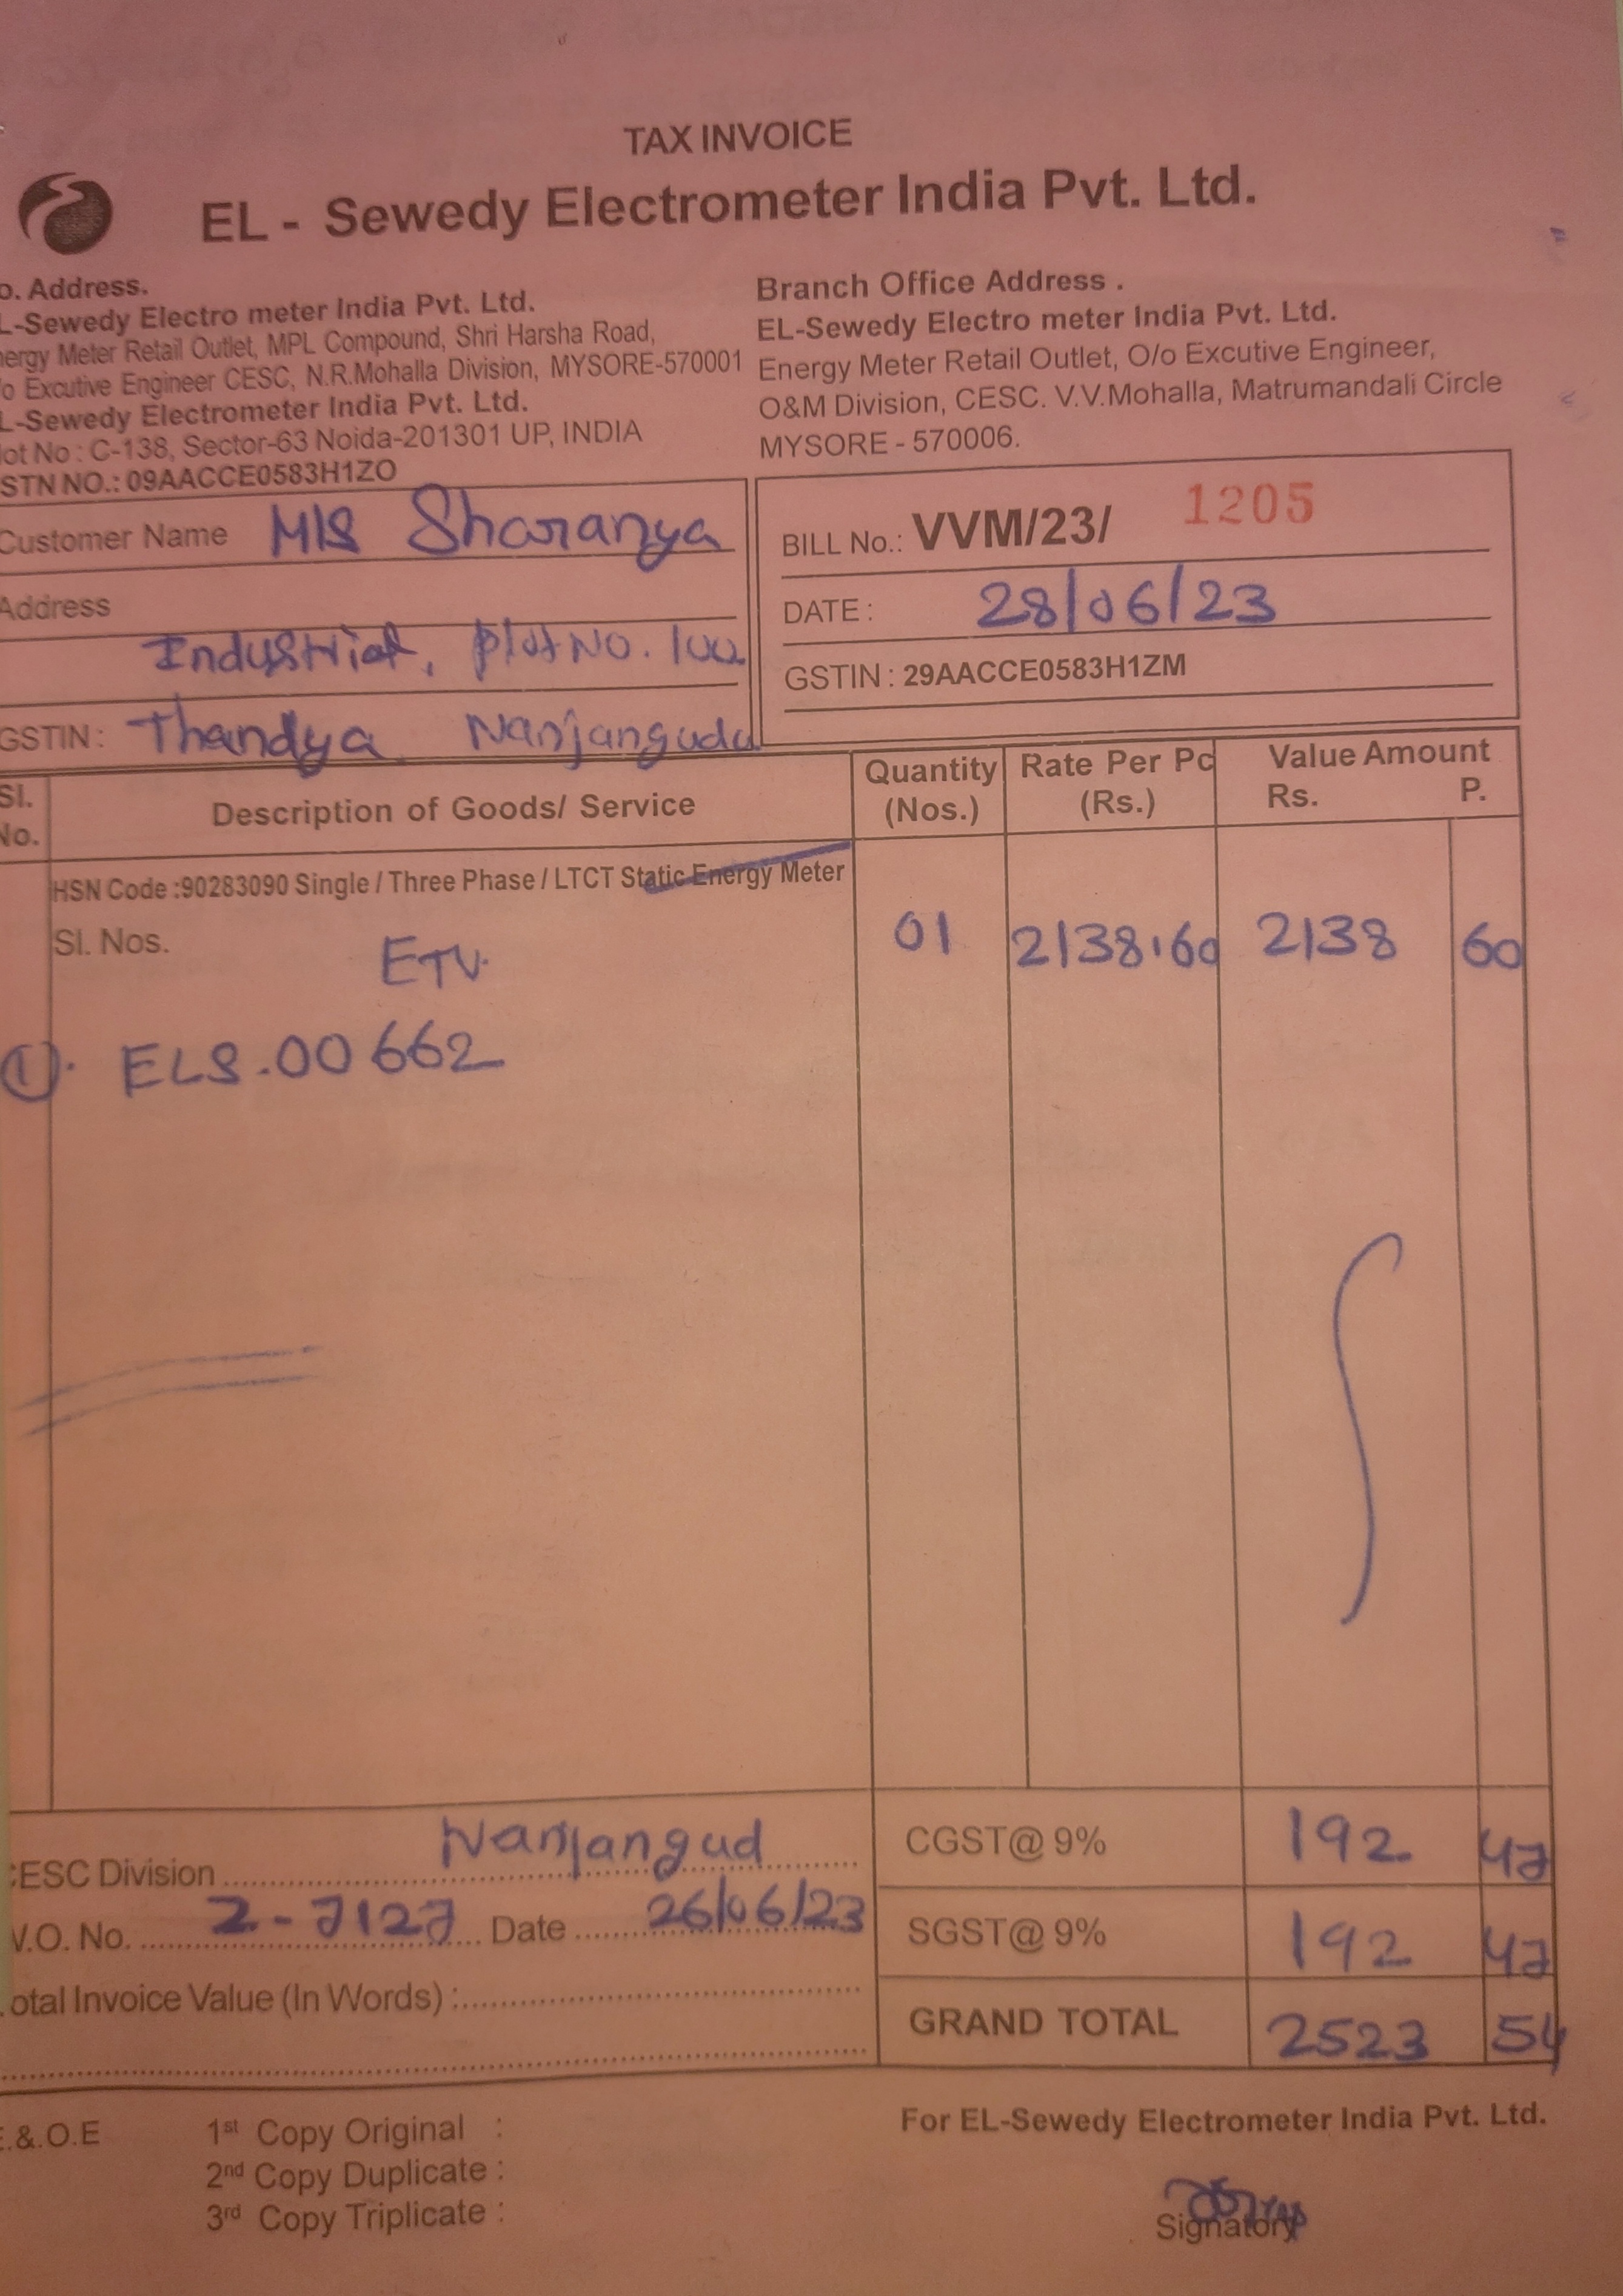 TAX INVOICE
EL - Sewedy Electrometer India Pvt. Ltd.
o. Address.
L-Sewedy Electro meter India Pvt. Ltd.
nergy Meter Retail Outlet, MPL Compound, Shri Harsha Road,
/o Excutive Engineer CESC, N.R.Mohalla Division, MYSORE-570001
L-Sewedy Electrometer India Pvt. Ltd.
lot No : C-138, Sector-63 Noida-201301 UP, INDIA
STN NO.: 09AACCE0583H1ZO
Branch Office Address .
EL-Sewedy Electro meter India Pvt. Ltd.
Energy Meter Retail Outlet, O/o Excutive Engineer,
O&M Division, CESC. V.V.Mohalla, Matrumandali Circle
MYSORE - 570006.
Customer Name M/S Sharanya
Address
Industrial, Plot No. 100
GSTIN : Thandya Nanjangudu
BILL No.: VVM/23/ 1205
DATE : 28/06/23
GSTIN : 29AACCE0583H1ZM
Sl. No. Description of Goods/ Service Quantity (Nos.) Rate Per Pc (Rs.) Value Amount Rs. P.
HSN Code :90283090 Single / Three Phase / LTCT Static Energy Meter
Sl. Nos. ETV. 01 2138.60 2138 60
1. ELS.00662
CESC Division Nanjangud CGST@ 9% 192 47
V.O. No. 2-7127 Date 26/06/23 SGST@ 9% 192 47
otal Invoice Value (In Words) : GRAND TOTAL 2523 54
E.&.O.E 1st Copy Original :
2nd Copy Duplicate :
3rd Copy Triplicate :
For EL-Sewedy Electrometer India Pvt. Ltd.
Signatory